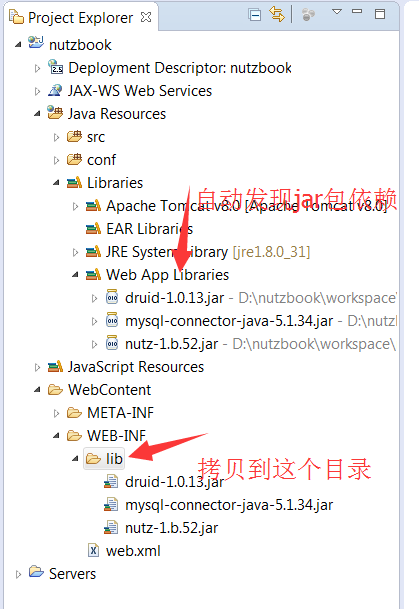 Project Explorer
nutzbook
Deployment Descriptor: nutzbook
JAX-WS Web Services
Java Resources
src
conf
Libraries
自动发现jar包依赖
Apache Tomcat v8.0 [Apache Tomcat v8.0]
EAR Libraries
JRE System Library [jre1.8.0_31]
Web App Libraries
druid-1.0.13.jar - D:\nutzbook\workspace\
mysql-connector-java-5.1.34.jar - D:\nutz
nutz-1.b.52.jar - D:\nutzbook\workspace\
JavaScript Resources
WebContent
META-INF
WEB-INF
lib
拷贝到这个目录
druid-1.0.13.jar
mysql-connector-java-5.1.34.jar
nutz-1.b.52.jar
web.xml
Servers